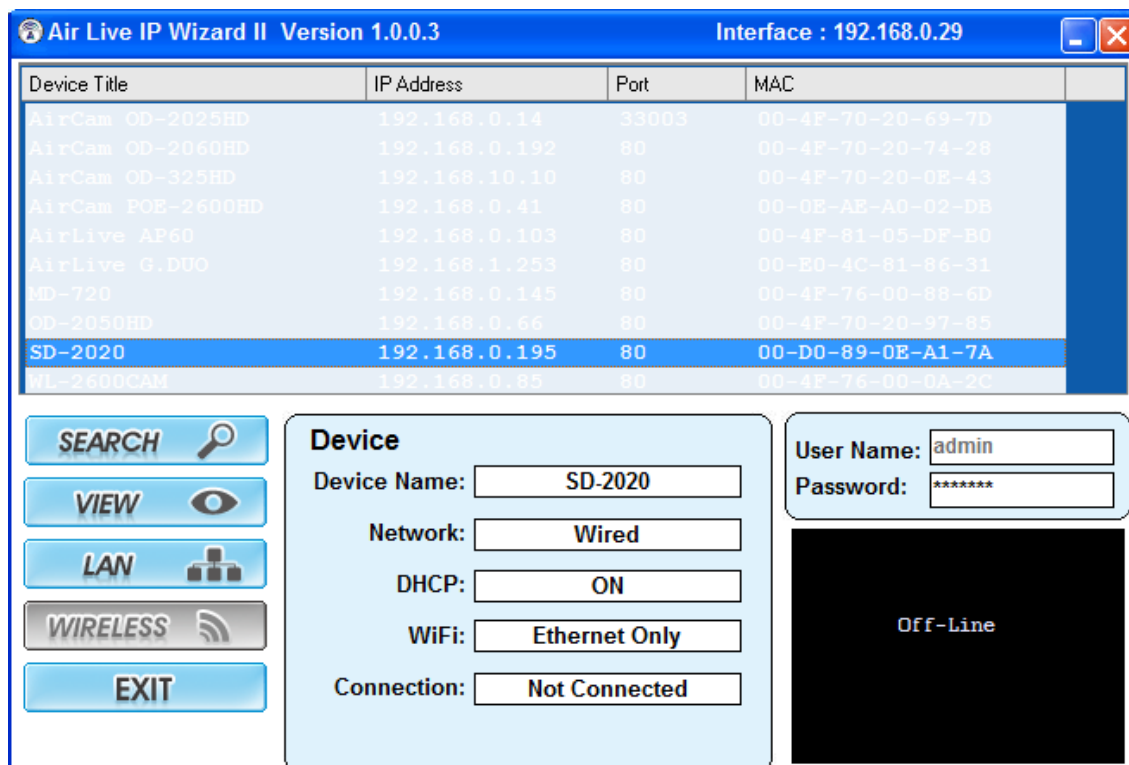 Air Live IP Wizard II Version 1.0.0.3 Interface : 192.168.0.29
Device Title IP Address Port MAC
AirCam OD-2025HD 192.168.0.14 33003 00-4F-70-20-69-7D
AirCam OD-2060HD 192.168.0.192 80 00-4F-70-20-74-28
AirCam OD-325HD 192.168.10.10 80 00-4F-70-20-0E-43
AirCam POE-2600HD 192.168.0.41 80 00-0E-AE-A0-02-DB
AirLive AP60 192.168.0.103 80 00-4F-81-05-DF-B0
AirLive G.DUO 192.168.1.253 80 00-E0-4C-81-86-31
MD-720 192.168.0.145 80 00-4F-76-00-88-6D
OD-2050HD 192.168.0.66 80 00-4F-70-20-97-85
SD-2020 192.168.0.195 80 00-D0-89-0E-A1-7A
WL-2600CAM 192.168.0.85 80 00-4F-76-00-0A-2C
SEARCH
VIEW
LAN
WIRELESS
EXIT
Device
Device Name: SD-2020
Network: Wired
DHCP: ON
WiFi: Ethernet Only
Connection: Not Connected
User Name: admin
Password: *******
Off-Line